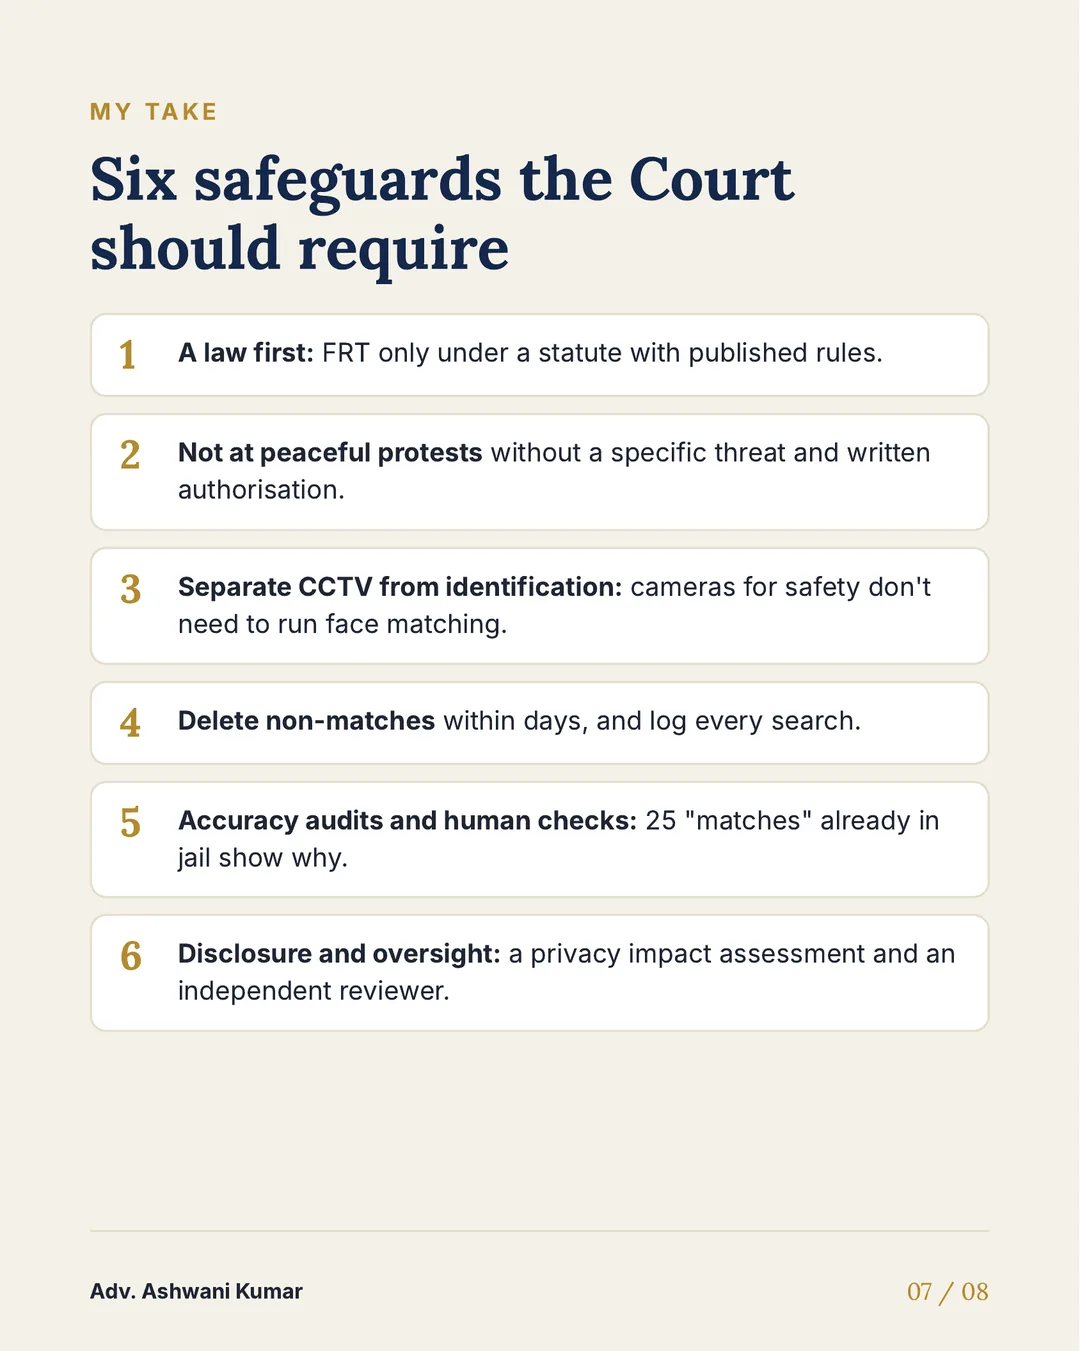 MY TAKE
Six safeguards the Court
should require
1 A law first: FRT only under a statute with published rules.
2 Not at peaceful protests without a specific threat and written
authorisation.
3 Separate CCTV from identification: cameras for safety don't
need to run face matching.
4 Delete non-matches within days, and log every search.
5 Accuracy audits and human checks: 25 "matches" already in
jail show why.
6 Disclosure and oversight: a privacy impact assessment and an
independent reviewer.
Adv. Ashwani Kumar
07 / 08